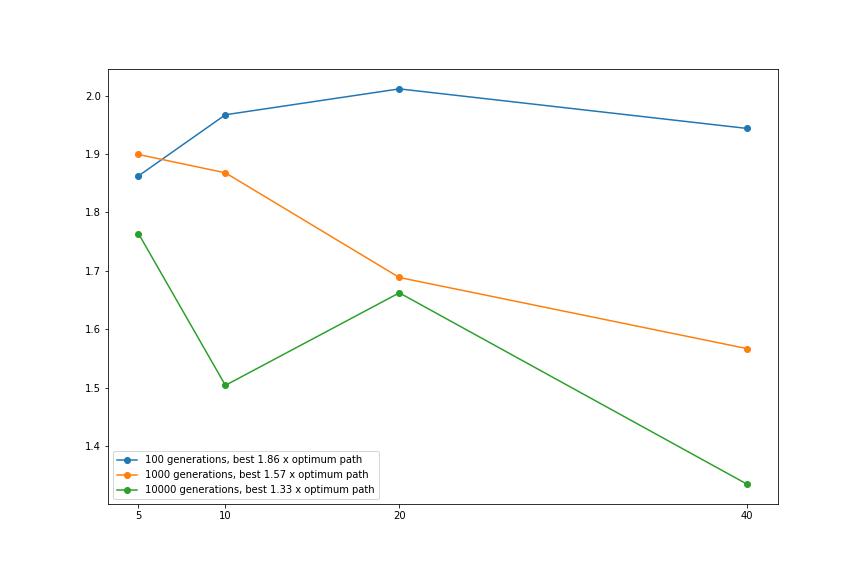 2.0
1.9
1.8
1.7
1.6
1.5
1.4
100 generations, best 1.86 x optimum path
1000 generations, best 1.57 x optimum path
10000 generations, best 1.33 x optimum path
5 10 20 40